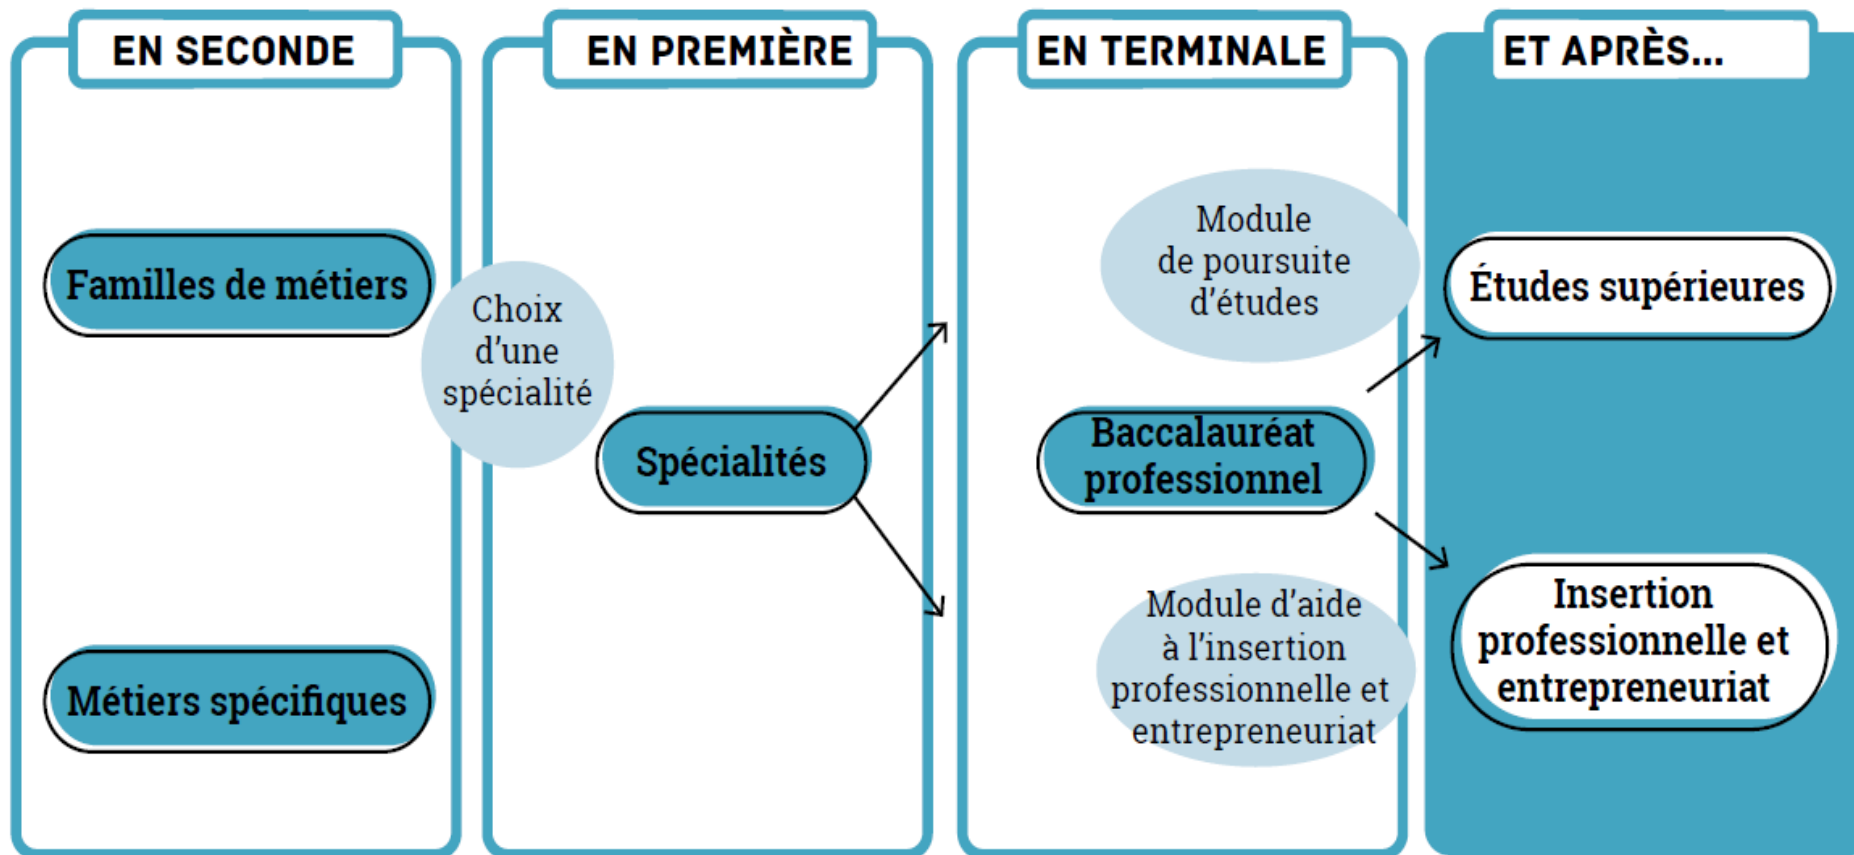 EN SECONDE
Familles de métiers
Métiers spécifiques
Choix
d'une
spécialité
EN PREMIÈRE
Spécialités
EN TERMINALE
Module
de poursuite
d'études
Baccalauréat
professionnel
Module d'aide
à l'insertion
professionnelle et
entrepreneuriat
ET APRÈS...
Études supérieures
Insertion
professionnelle et
entrepreneuriat